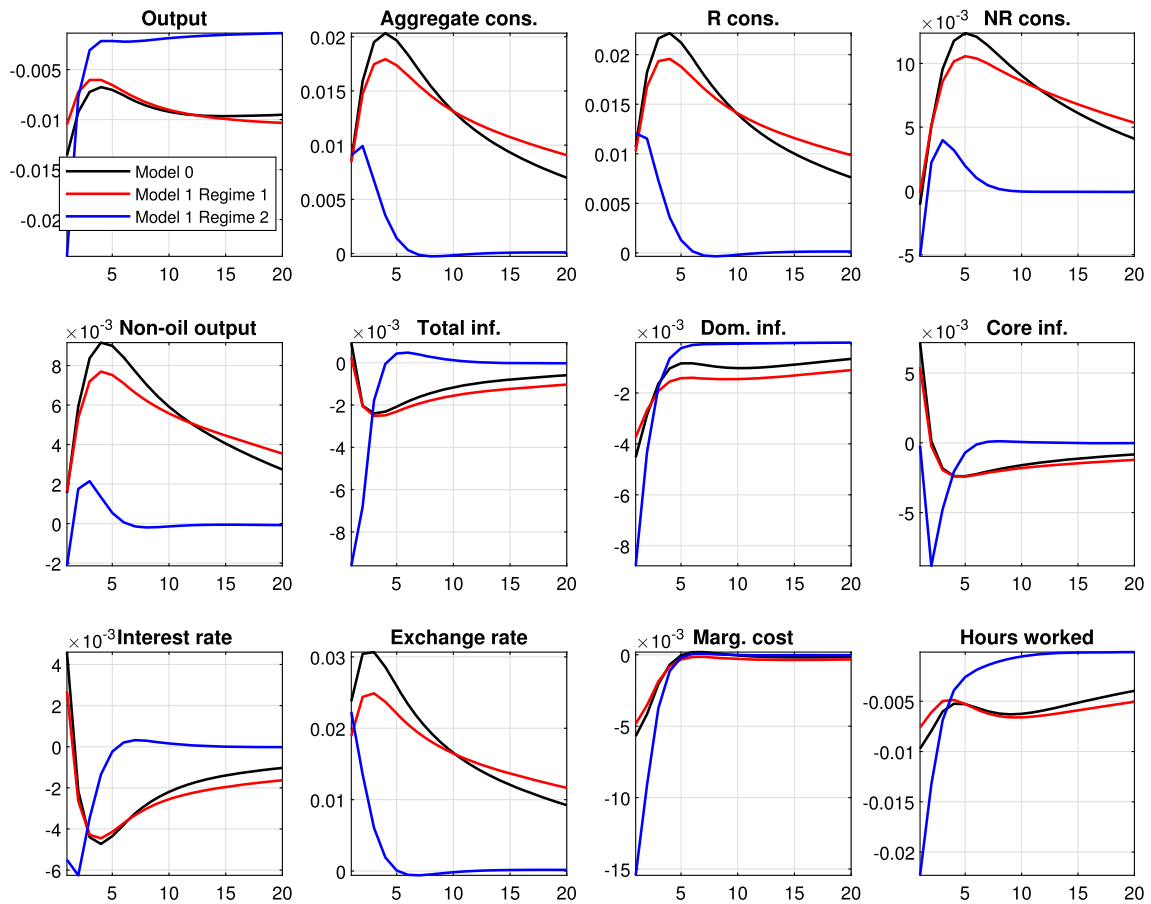 Output
-0.005
-0.01
-0.015
-0.02
Model 0
Model 1 Regime 1
Model 1 Regime 2
5 10 15 20
Aggregate cons.
0.02
0.015
0.01
0.005
0
5 10 15 20
R cons.
0.02
0.015
0.01
0.005
0
5 10 15 20
NR cons.
×10⁻³
10
5
0
-5
5 10 15 20
Non-oil output
×10⁻³
8
6
4
2
0
-2
5 10 15 20
Total inf.
×10⁻³
0
-2
-4
-6
-8
5 10 15 20
Dom. inf.
×10⁻³
-2
-4
-6
-8
5 10 15 20
Core inf.
×10⁻³
5
0
-5
5 10 15 20
Interest rate
×10⁻³
4
2
0
-2
-4
-6
5 10 15 20
Exchange rate
0.03
0.02
0.01
0
5 10 15 20
Marg. cost
×10⁻³
0
-5
-10
-15
5 10 15 20
Hours worked
-0.005
-0.01
-0.015
-0.02
5 10 15 20